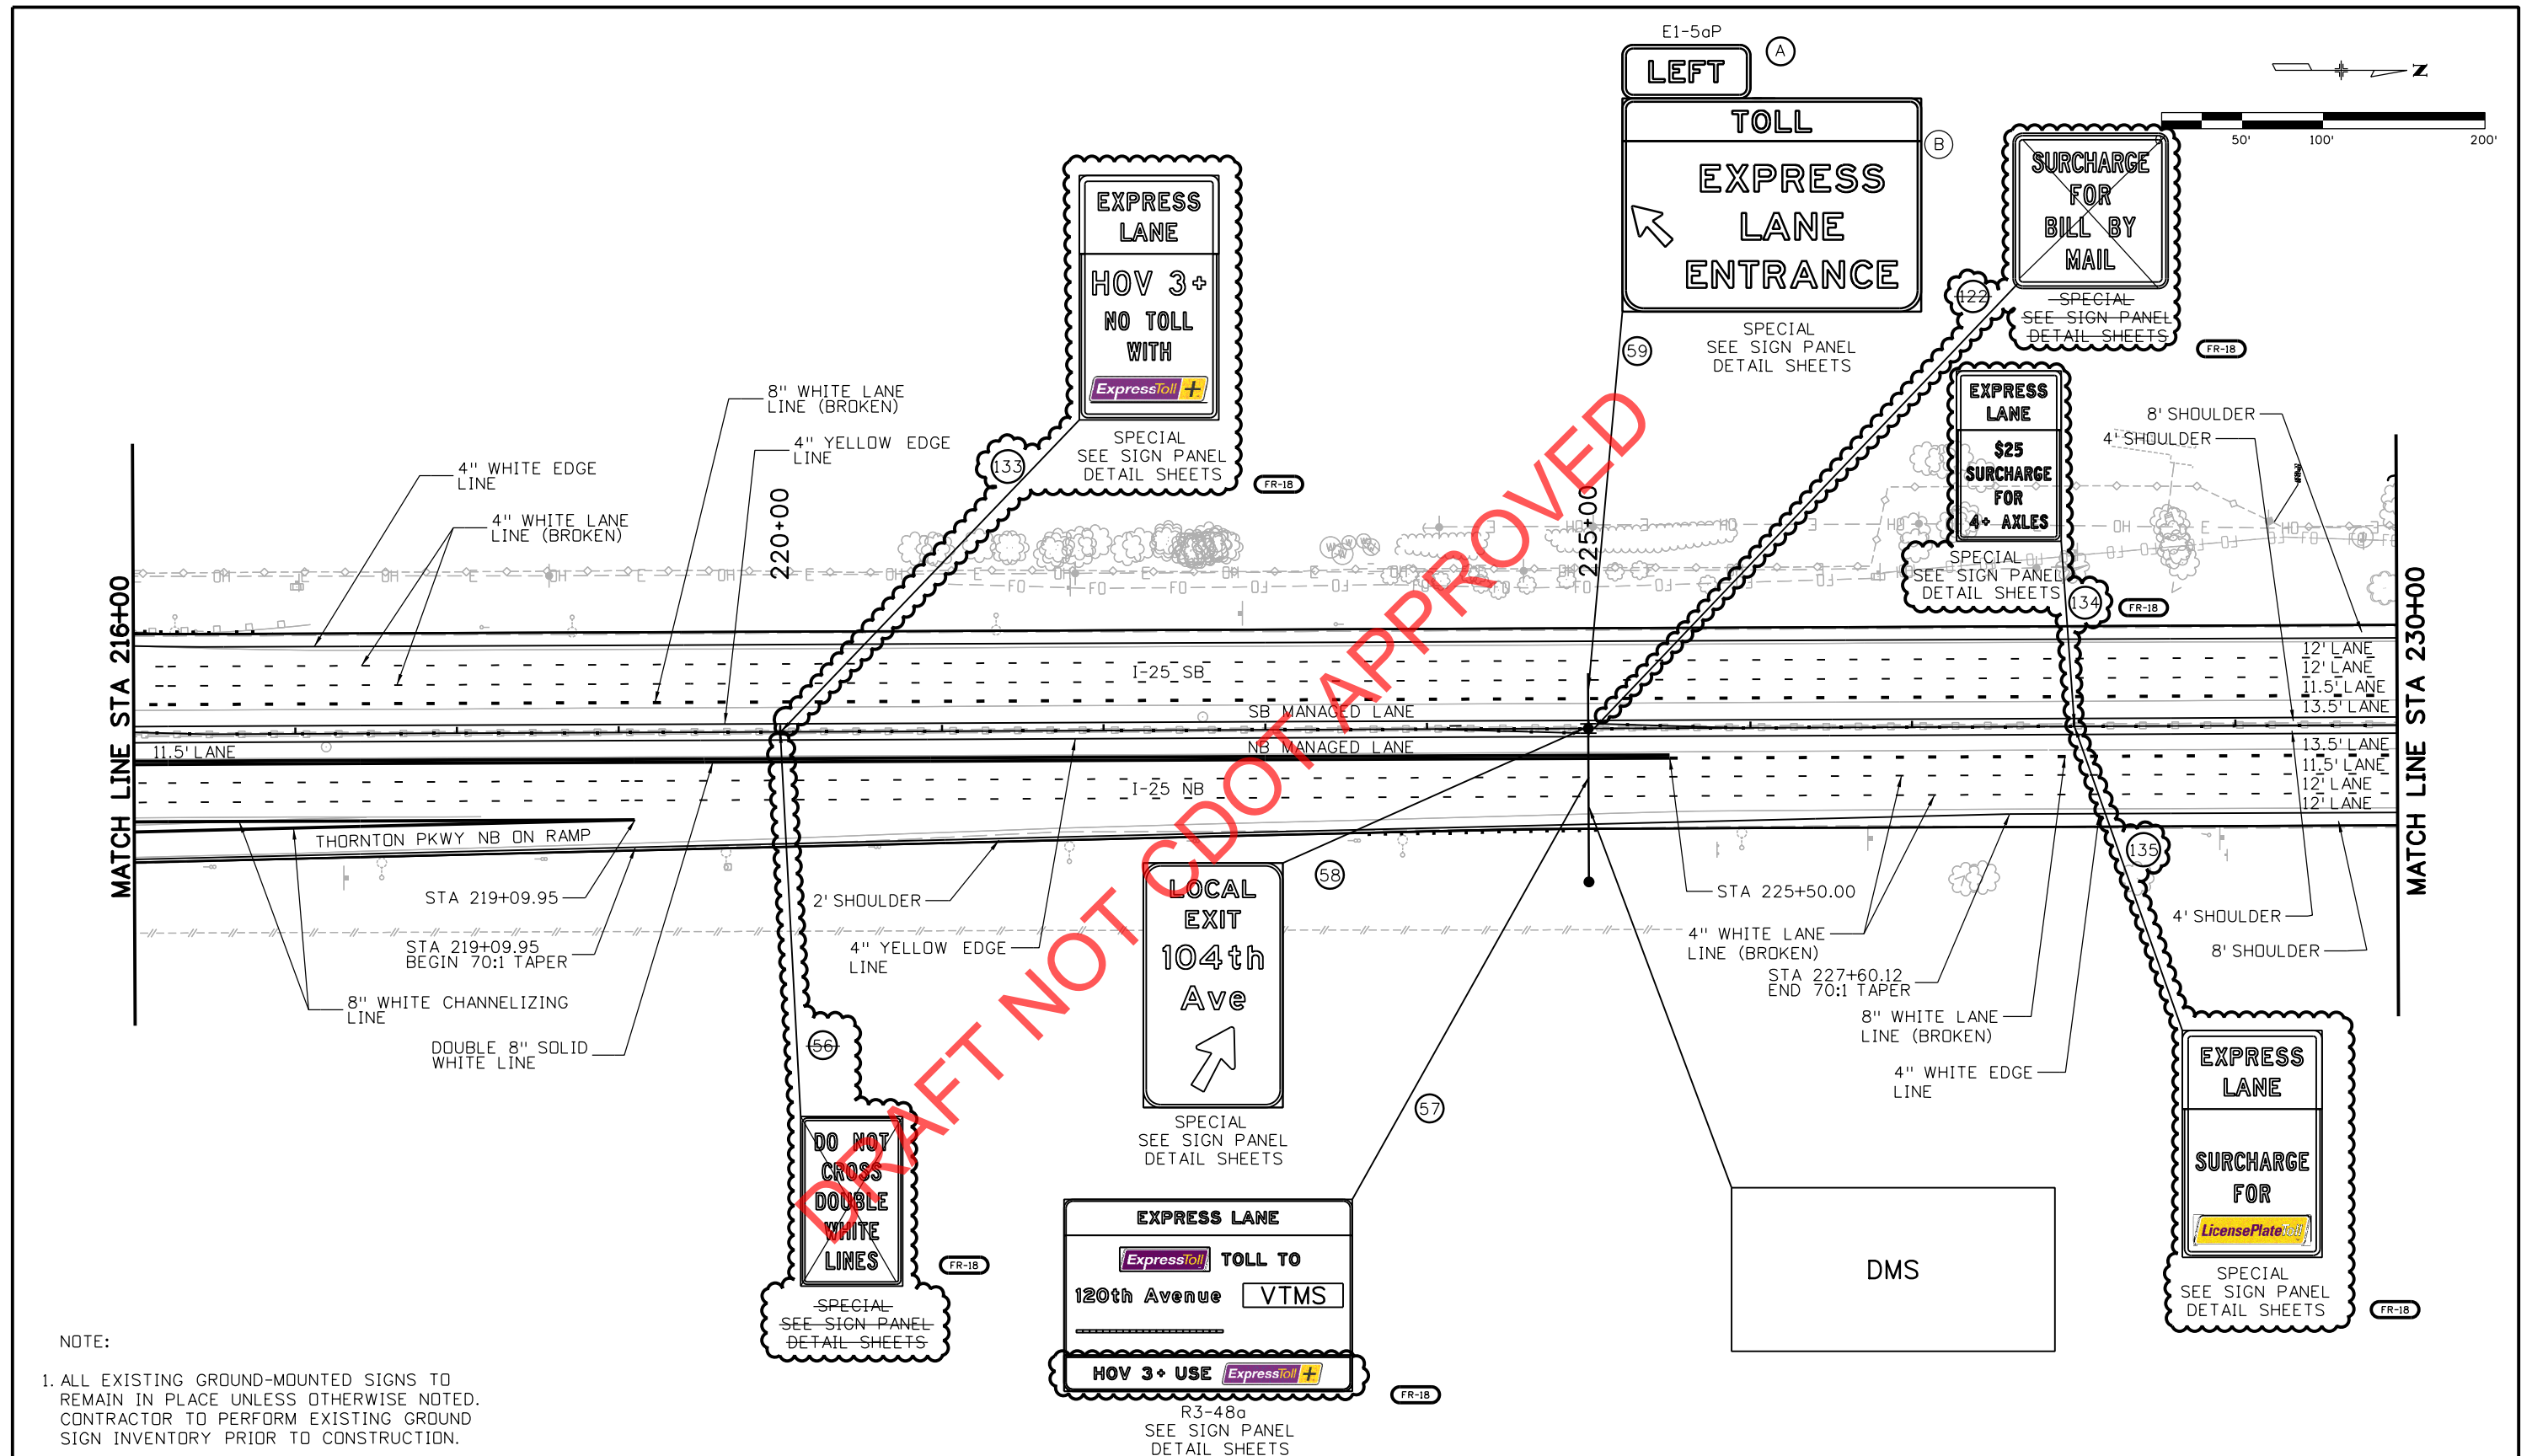 E1-5aP
A
LEFT
TOLL
B
EXPRESS
LANE
ENTRANCE
SPECIAL
SEE SIGN PANEL
DETAIL SHEETS
59
N
50'
100'
200'
SURCHARGE
FOR
BILL BY
MAIL
122
SPECIAL
SEE SIGN PANEL
DETAIL SHEETS
FR-18
EXPRESS
LANE
HOV 3+
NO TOLL
WITH
ExpressToll +
133
SPECIAL
SEE SIGN PANEL
DETAIL SHEETS
FR-18
EXPRESS
LANE
$25
SURCHARGE
FOR
4+ AXLES
SPECIAL
SEE SIGN PANEL
DETAIL SHEETS
134
FR-18
8' SHOULDER
4' SHOULDER
8" WHITE LANE
LINE (BROKEN)
4" YELLOW EDGE
LINE
4" WHITE EDGE
LINE
4" WHITE LANE
LINE (BROKEN)
220+00
225+00
MATCH LINE STA 216+00
MATCH LINE STA 230+00
I-25 SB
SB MANAGED LANE
NB MANAGED LANE
I-25 NB
11.5' LANE
12' LANE
12' LANE
11.5' LANE
13.5' LANE
13.5' LANE
11.5' LANE
12' LANE
12' LANE
THORNTON PKWY NB ON RAMP
STA 219+09.95
STA 219+09.95
BEGIN 70:1 TAPER
8" WHITE CHANNELIZING
LINE
DOUBLE 8" SOLID
WHITE LINE
2' SHOULDER
4" YELLOW EDGE
LINE
56
DO NOT
CROSS
DOUBLE
WHITE
LINES
FR-18
SPECIAL
SEE SIGN PANEL
DETAIL SHEETS
LOCAL
EXIT
104th
Ave
58
SPECIAL
SEE SIGN PANEL
DETAIL SHEETS
57
EXPRESS LANE
ExpressToll TOLL TO
120th Avenue VTMS
HOV 3+ USE ExpressToll +
FR-18
R3-48a
SEE SIGN PANEL
DETAIL SHEETS
STA 225+50.00
4" WHITE LANE
LINE (BROKEN)
STA 227+60.12
END 70:1 TAPER
8" WHITE LANE
LINE (BROKEN)
4" WHITE EDGE
LINE
135
4' SHOULDER
8' SHOULDER
DMS
EXPRESS
LANE
SURCHARGE
FOR
LicensePlateToll
SPECIAL
SEE SIGN PANEL
DETAIL SHEETS
FR-18
NOTE:
1. ALL EXISTING GROUND-MOUNTED SIGNS TO
REMAIN IN PLACE UNLESS OTHERWISE NOTED.
CONTRACTOR TO PERFORM EXISTING GROUND
SIGN INVENTORY PRIOR TO CONSTRUCTION.
DRAFT NOT CDOT APPROVED